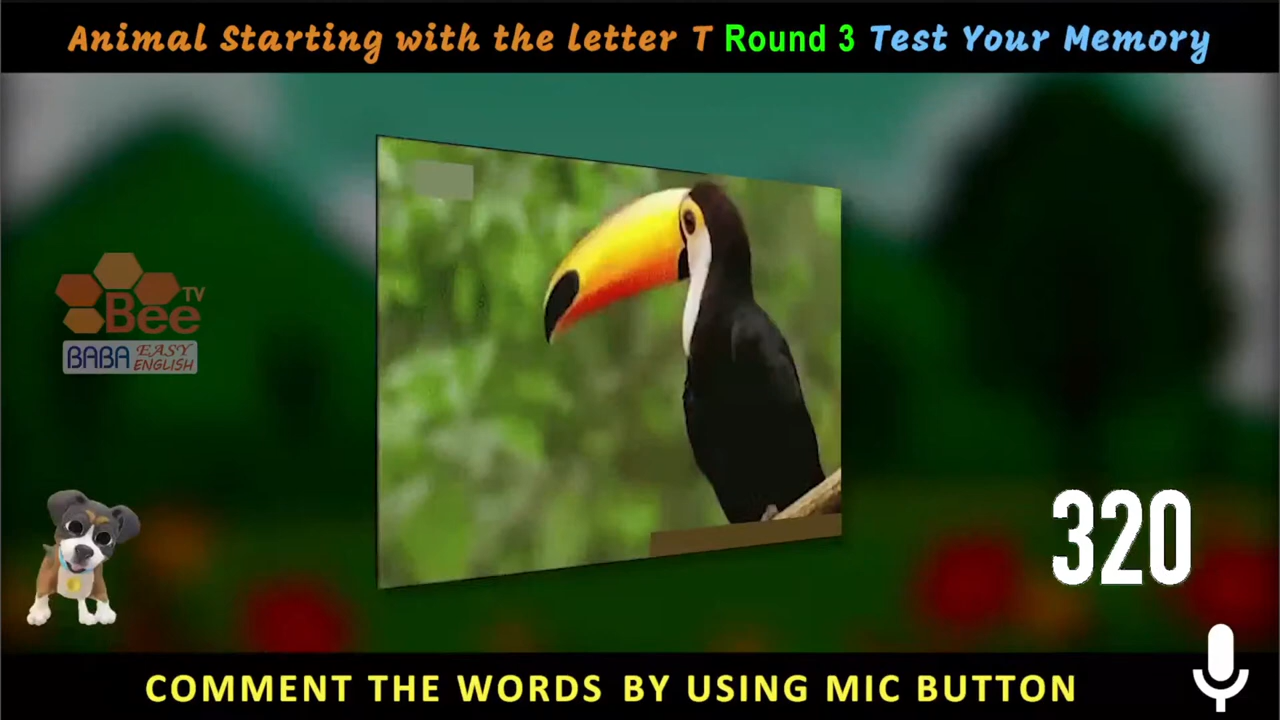 Animal Starting with the letter T Round 3 Test Your Memory
Bee TV
BABA EASY ENGLISH
320
COMMENT THE WORDS BY USING MIC BUTTON